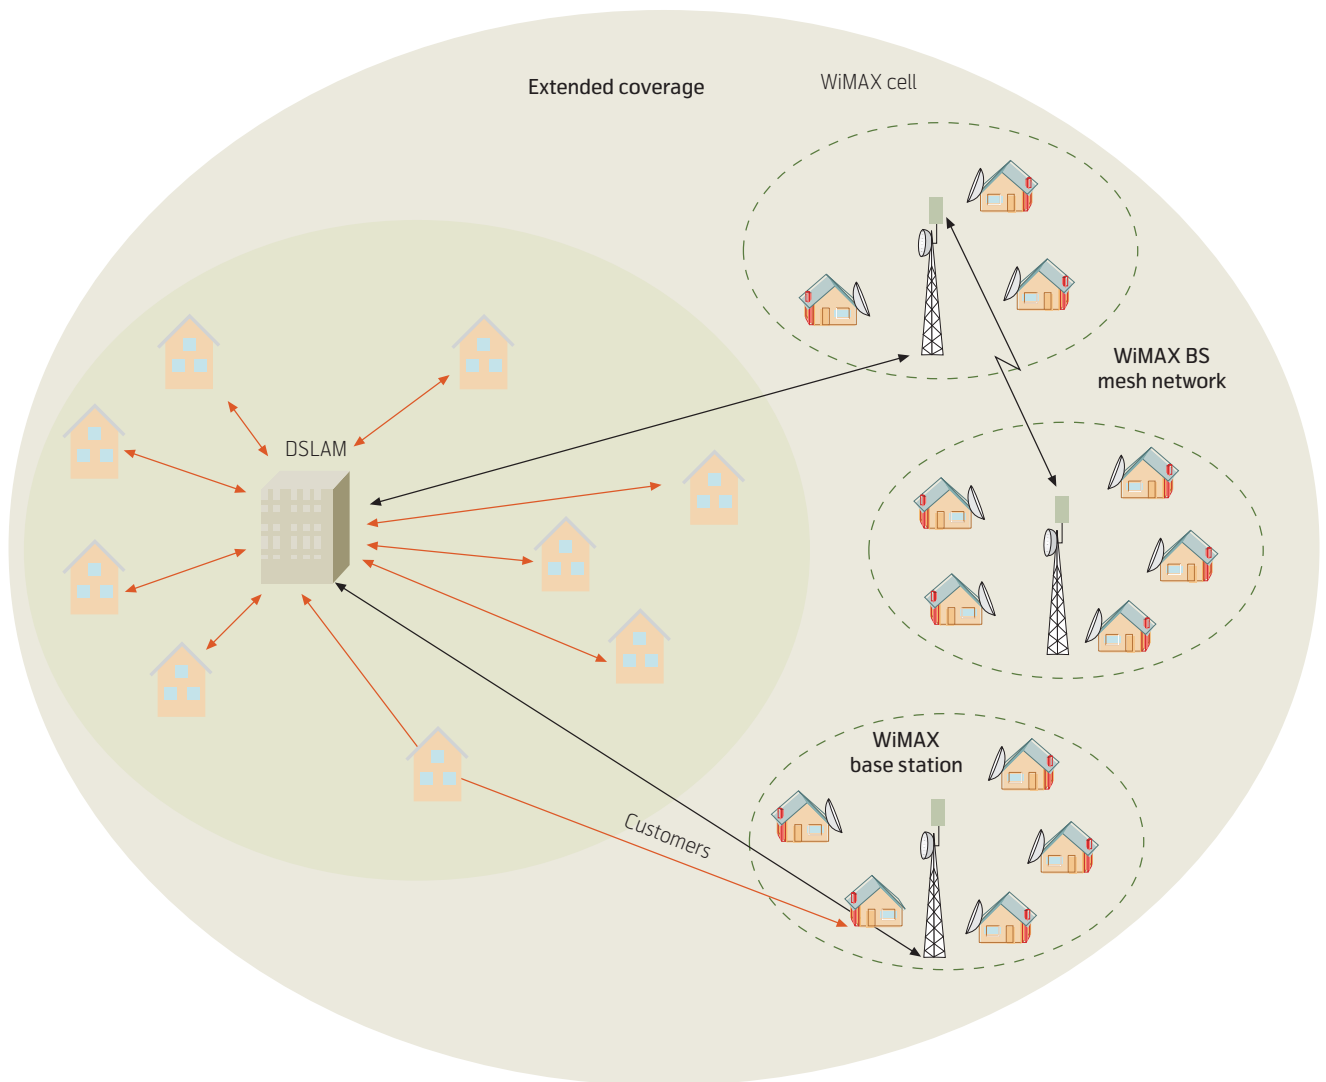 Extended coverage
WiMAX cell
WiMAX BS
mesh network
DSLAM
WiMAX
base station
Customers